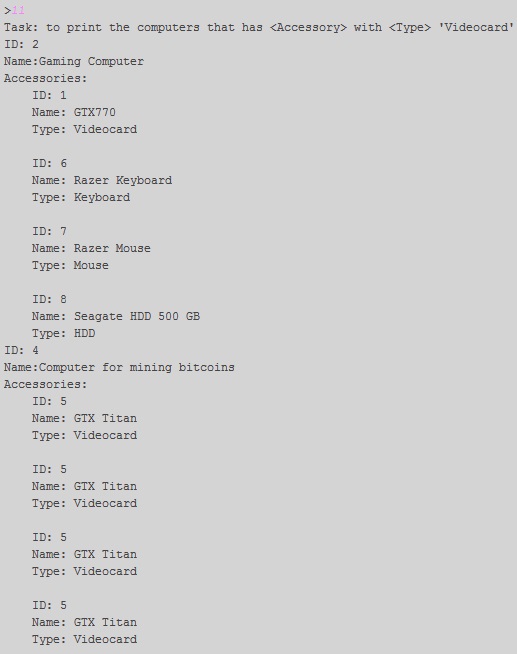 >11
Task: to print the computers that has <Accessory> with <Type> 'Videocard'
ID: 2
Name:Gaming Computer
Accessories:
ID: 1
Name: GTX770
Type: Videocard
ID: 6
Name: Razer Keyboard
Type: Keyboard
ID: 7
Name: Razer Mouse
Type: Mouse
ID: 8
Name: Seagate HDD 500 GB
Type: HDD
ID: 4
Name:Computer for mining bitcoins
Accessories:
ID: 5
Name: GTX Titan
Type: Videocard
ID: 5
Name: GTX Titan
Type: Videocard
ID: 5
Name: GTX Titan
Type: Videocard
ID: 5
Name: GTX Titan
Type: Videocard